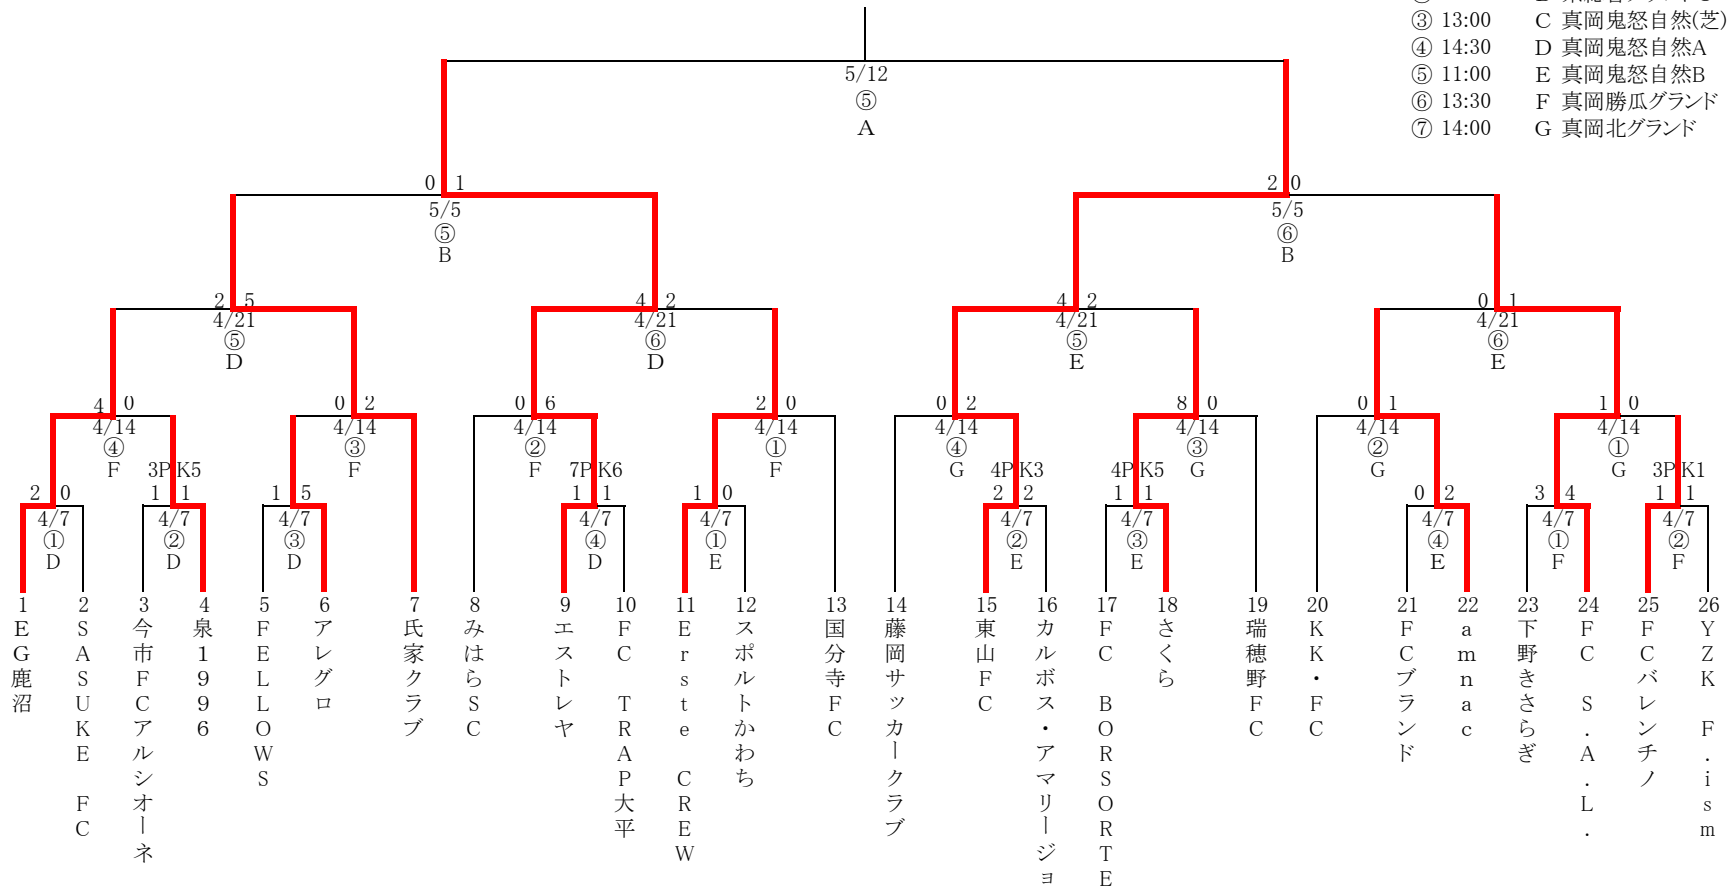 ③ 13:00 C 真岡鬼怒自然(芝)
④ 14:30 D 真岡鬼怒自然A
⑤ 11:00 E 真岡鬼怒自然B
⑥ 13:30 F 真岡勝瓜グランド
⑦ 14:00 G 真岡北グランド
5/12
⑤
A
0 1 2 0
5/5 5/5
⑤ ⑥
B B
2 5 4 2 4 2 0 1
4/21 4/21 4/21 4/21
⑤ ⑥ ⑤ ⑥
D D E E
4 0 0 2 0 6 2 0 0 2 8 0 0 1 1 0
4/14 4/14 4/14 4/14 4/14 4/14 4/14 4/14
④ ③ ② ① ④ ③ ② ①
F F F F G G G G
3PK5 7PK6 4PK3 4PK5 3PK1
2 0 1 1 1 5 1 1 1 0 2 2 1 1 0 2 3 4 1 1
4/7 4/7 4/7 4/7 4/7 4/7 4/7 4/7 4/7 4/7
① ② ③ ④ ① ② ③ ④ ① ②
D D D D E E E E F F
1 2 3 4 5 6 7 8 9 10 11 12 13 14 15 16 17 18 19 20 21 22 23 24 25 26
EG鹿沼
SASUKE FC
今市FCアルシオーネ
泉1996
FELLOWS
アレグロ
氏家クラブ
みはらSC
エストレヤ
FC TRAP大平
Erste CREW
スポルトかわち
国分寺FC
藤岡サッカークラブ
東山FC
カルボス・アマリージョ
FC BORSORTE
さくら
瑞穂野FC
KK・FC
FCブランド
amnac
下野きさらぎ
FC S.A.L.
FCバレンチノ
YZK F.ism